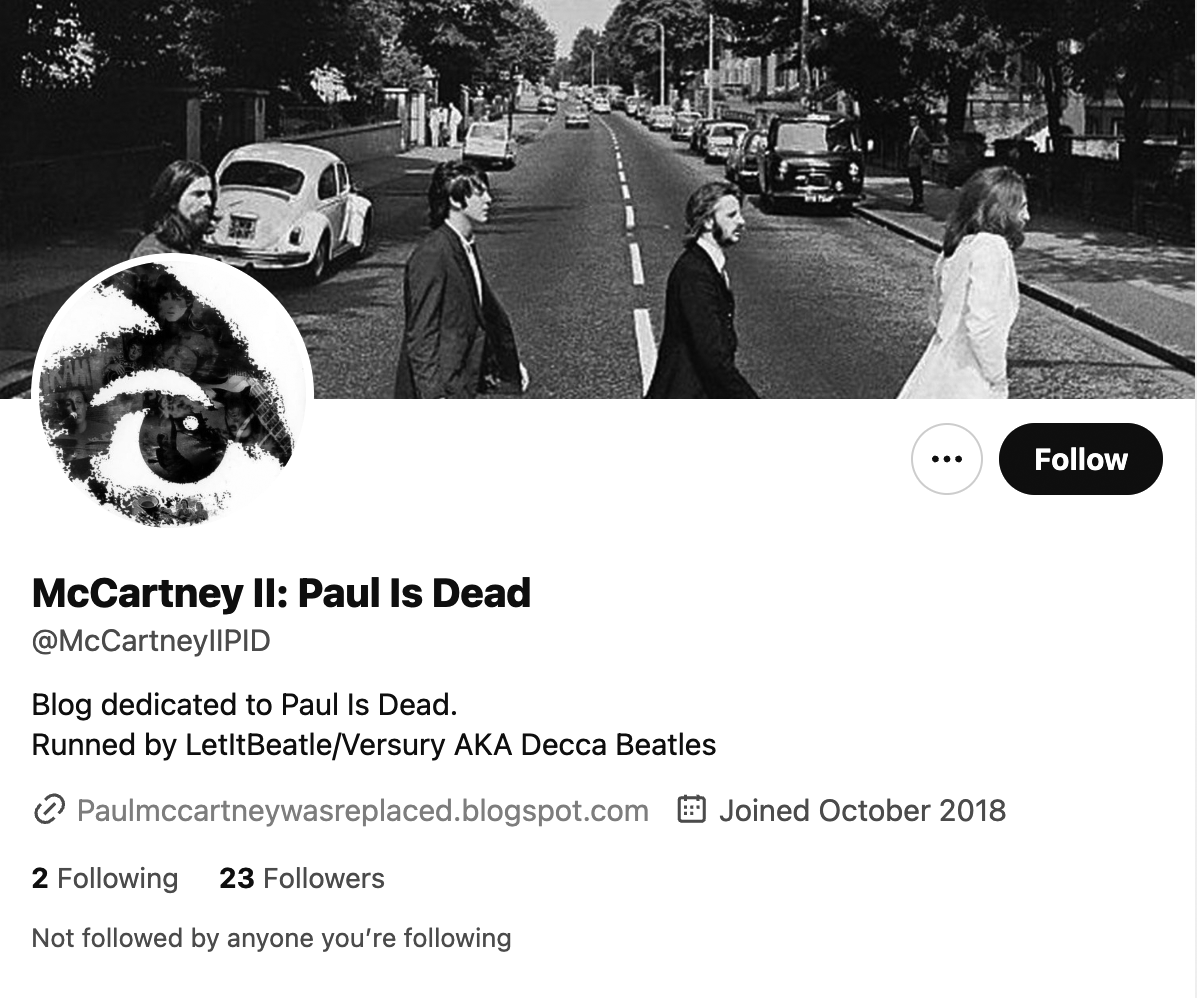 Follow
McCartney II: Paul Is Dead
@McCartneyIIPID
Blog dedicated to Paul Is Dead.
Runned by LetItBeatle/Versury AKA Decca Beatles
Paulmccartneywasreplaced.blogspot.com Joined October 2018
2 Following 23 Followers
Not followed by anyone you’re following